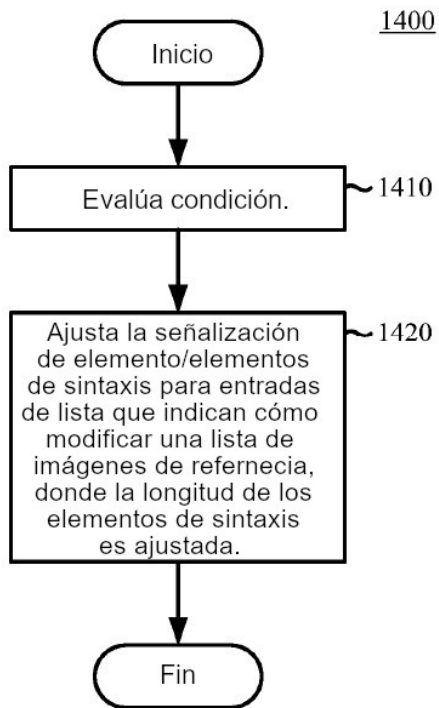 1400
Inicio
Evalúa condición.
1410
Ajusta la señalización
de elemento/elementos
de sintaxis para entradas
de lista que indican cómo
modificar una lista de
imágenes de refernecia,
donde la longitud de los
elementos de sintaxis
es ajustada.
1420
Fin